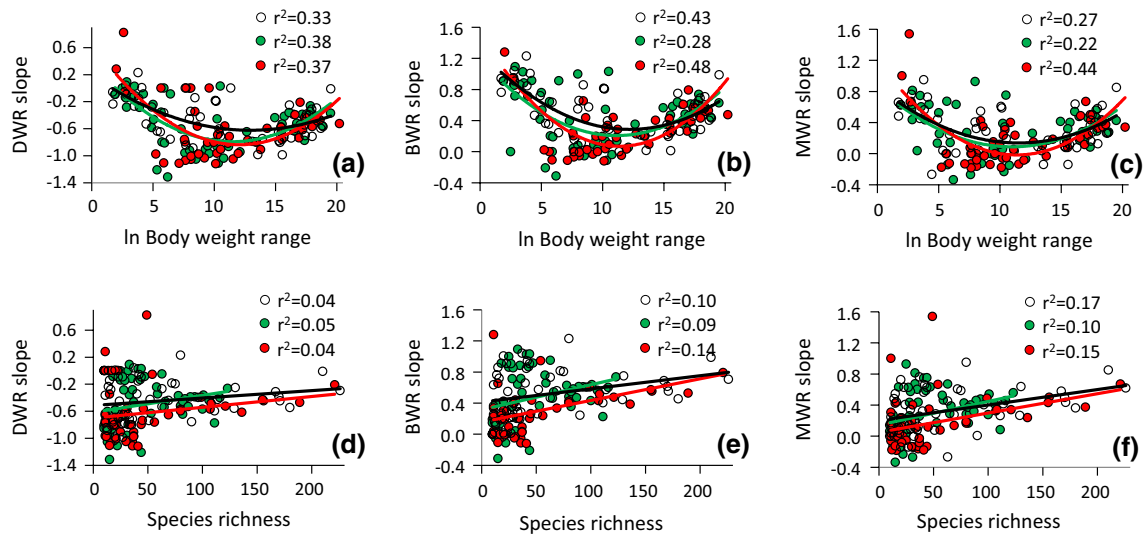 r²=0.33
r²=0.38
r²=0.37
0.6
0.2
-0.2
-0.6
-1.0
-1.4
DWR slope
(a)
0 5 10 15 20
ln Body weight range
r²=0.43
r²=0.28
r²=0.48
1.6
1.2
0.8
0.4
0.0
-0.4
BWR slope
(b)
0 5 10 15 20
ln Body weight range
r²=0.27
r²=0.22
r²=0.44
1.6
1.2
0.8
0.4
0.0
-0.4
MWR slope
(c)
0 5 10 15 20
ln Body weight range
r²=0.04
r²=0.05
r²=0.04
0.6
0.2
-0.2
-0.6
-1.0
-1.4
DWR slope
(d)
0 50 100 150 200
Species richness
r²=0.10
r²=0.09
r²=0.14
1.6
1.2
0.8
0.4
0.0
-0.4
BWR slope
(e)
0 50 100 150 200
Species richness
r²=0.17
r²=0.10
r²=0.15
1.6
1.2
0.8
0.4
0.0
-0.4
MWR slope
(f)
0 50 100 150 200
Species richness